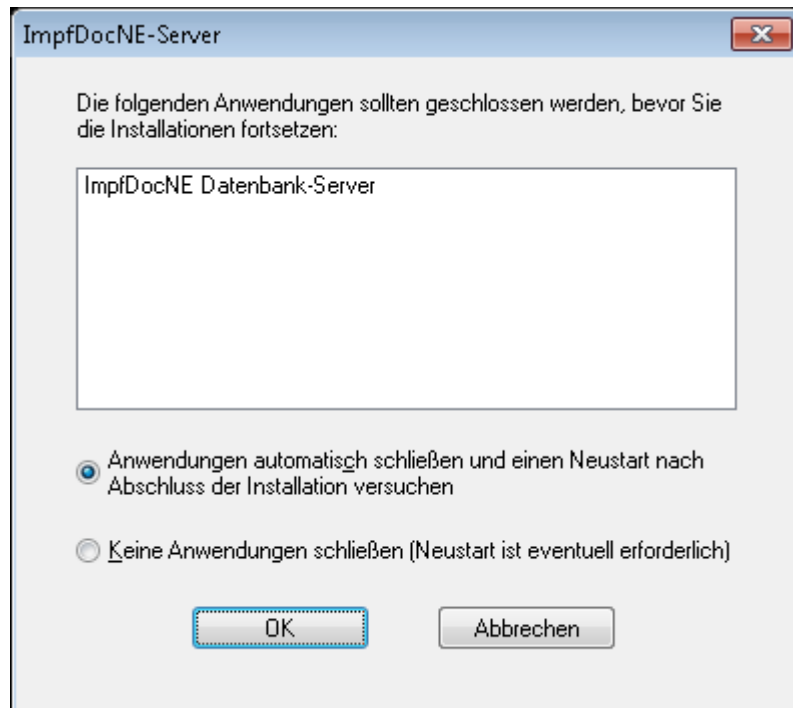 ImpfDocNE-Server
Die folgenden Anwendungen sollten geschlossen werden, bevor Sie
die Installationen fortsetzen:
ImpfDocNE Datenbank-Server
Anwendungen automatisch schließen und einen Neustart nach
Abschluss der Installation versuchen
Keine Anwendungen schließen (Neustart ist eventuell erforderlich)
OK
Abbrechen